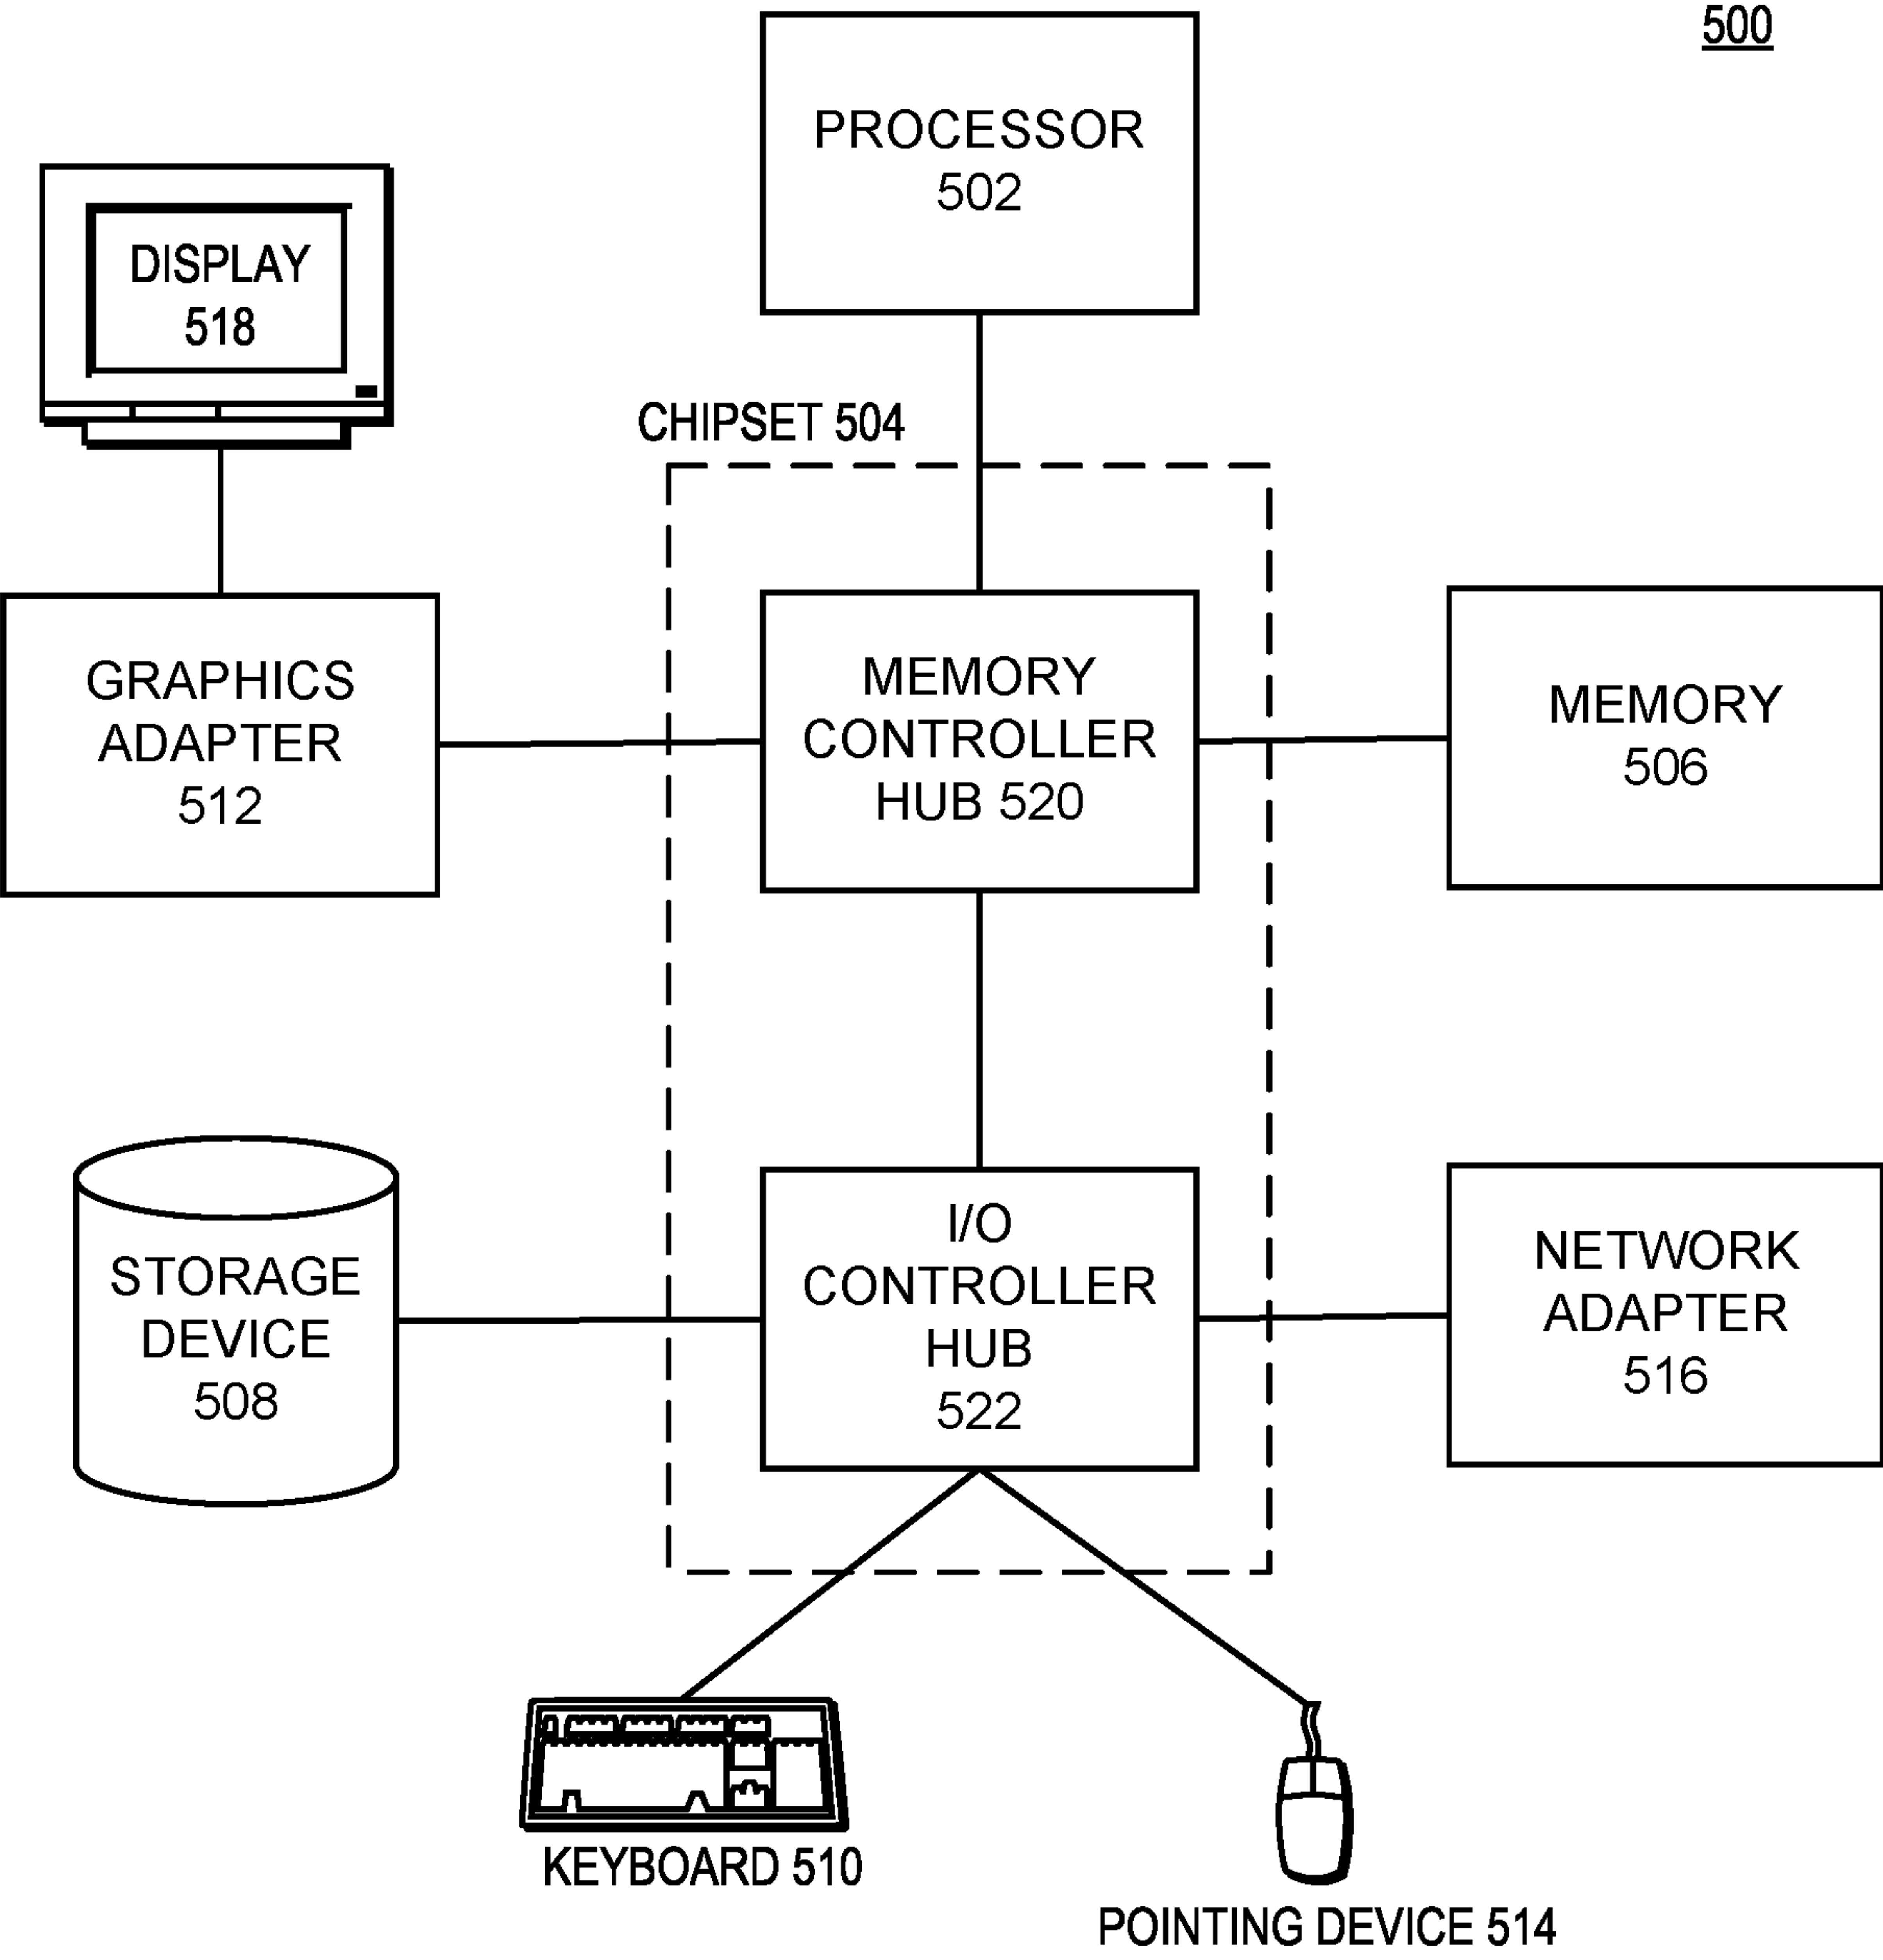 500
PROCESSOR
502
DISPLAY
518
CHIPSET 504
GRAPHICS
ADAPTER
512
MEMORY
CONTROLLER
HUB 520
MEMORY
506
STORAGE
DEVICE
508
I/O
CONTROLLER
HUB
522
NETWORK
ADAPTER
516
KEYBOARD 510
POINTING DEVICE 514